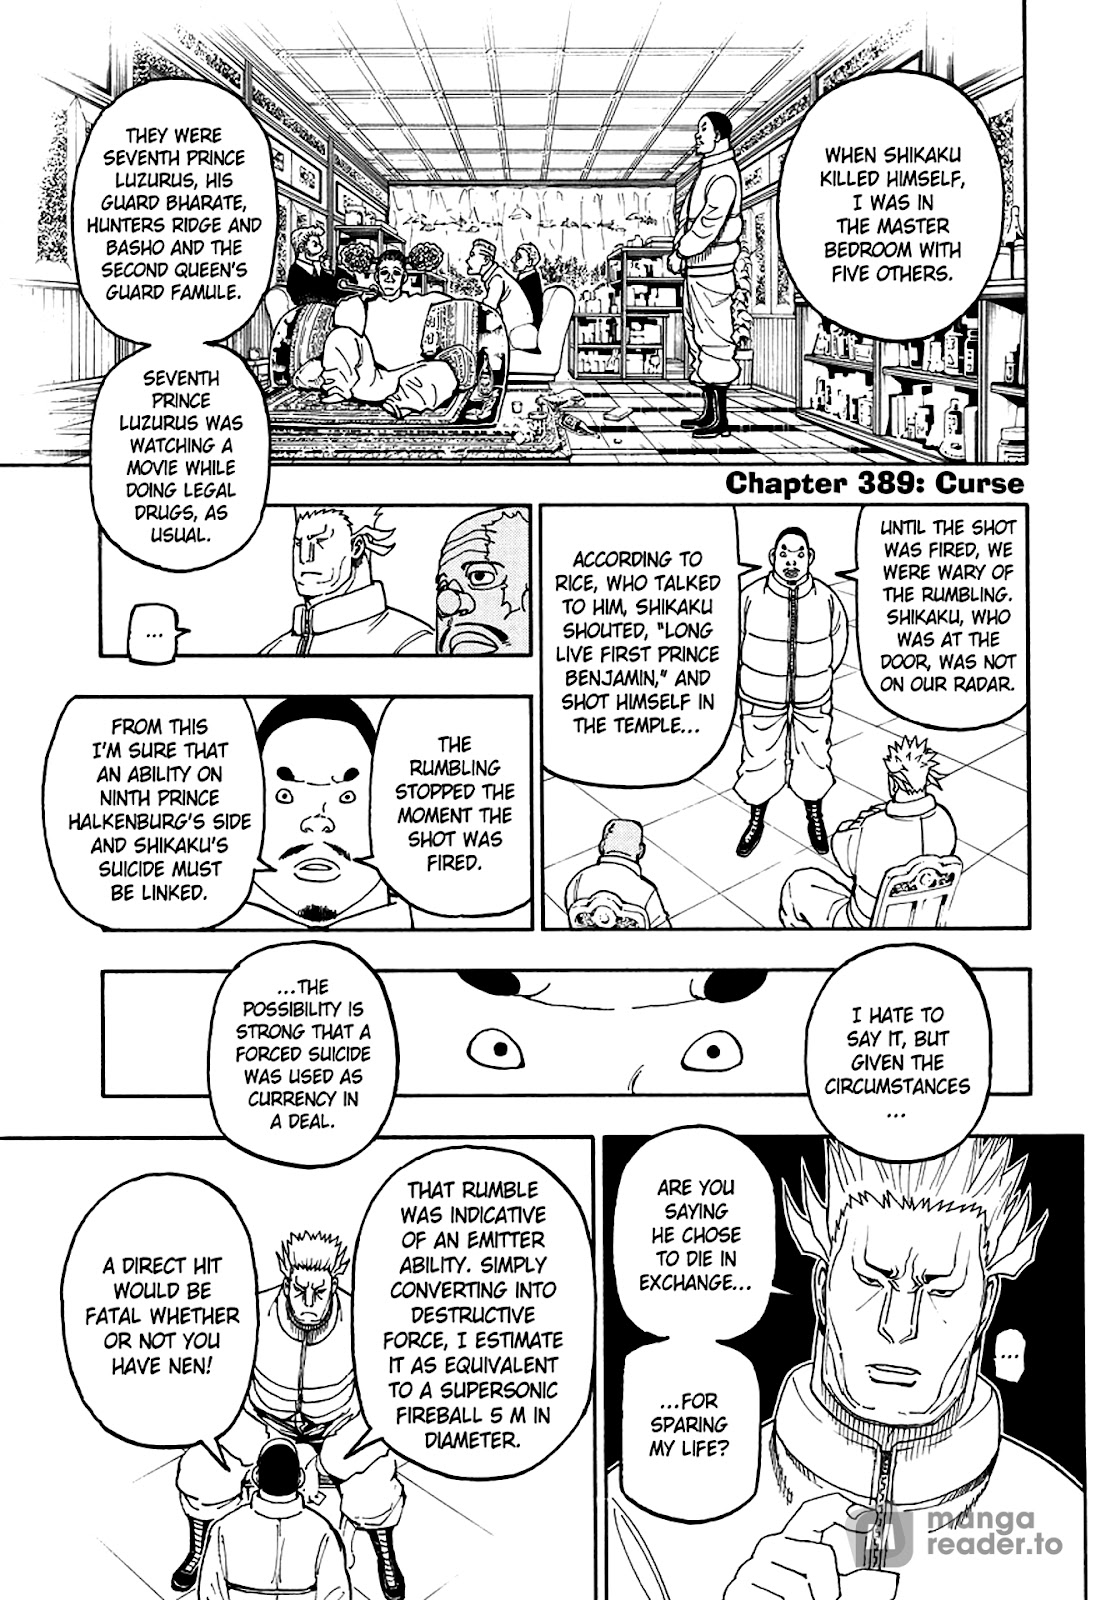 WHEN SHIKAKU
KILLED HIMSELF,
I WAS IN
THE MASTER
BEDROOM WITH
FIVE OTHERS.
THEY WERE
SEVENTH PRINCE
LUZURUS, HIS
GUARD BHARATE,
HUNTERS RIDGE AND
BASHO AND THE
SECOND QUEEN'S
GUARD FAMULE.
SEVENTH
PRINCE
LUZURUS WAS
WATCHING A
MOVIE WHILE
DOING LEGAL
DRUGS, AS
USUAL.
Chapter 389: Curse
UNTIL THE SHOT
WAS FIRED, WE
WERE WARY OF
THE RUMBLING.
SHIKAKU, WHO
WAS AT THE
DOOR, WAS NOT
ON OUR RADAR.
ACCORDING TO
RICE, WHO TALKED
TO HIM, SHIKAKU
SHOUTED, "LONG
LIVE FIRST PRINCE
BENJAMIN," AND
SHOT HIMSELF IN
THE TEMPLE...
...
THE
RUMBLING
STOPPED THE
MOMENT THE
SHOT WAS
FIRED.
FROM THIS
I'M SURE THAT
AN ABILITY ON
NINTH PRINCE
HALKENBURG'S SIDE
AND SHIKAKU'S
SUICIDE MUST
BE LINKED.
I HATE TO
SAY IT, BUT
GIVEN THE
CIRCUMSTANCES
...
...THE
POSSIBILITY IS
STRONG THAT A
FORCED SUICIDE
WAS USED AS
CURRENCY IN
A DEAL.
...
ARE YOU
SAYING
HE CHOSE
TO DIE IN
EXCHANGE...
...FOR
SPARING
MY LIFE?
THAT RUMBLE
WAS INDICATIVE
OF AN EMITTER
ABILITY. SIMPLY
CONVERTING INTO
DESTRUCTIVE
FORCE, I ESTIMATE
IT AS EQUIVALENT
TO A SUPERSONIC
FIREBALL 5 M IN
DIAMETER.
A DIRECT HIT
WOULD BE
FATAL WHETHER
OR NOT YOU
HAVE NEN!
manga
reader.to